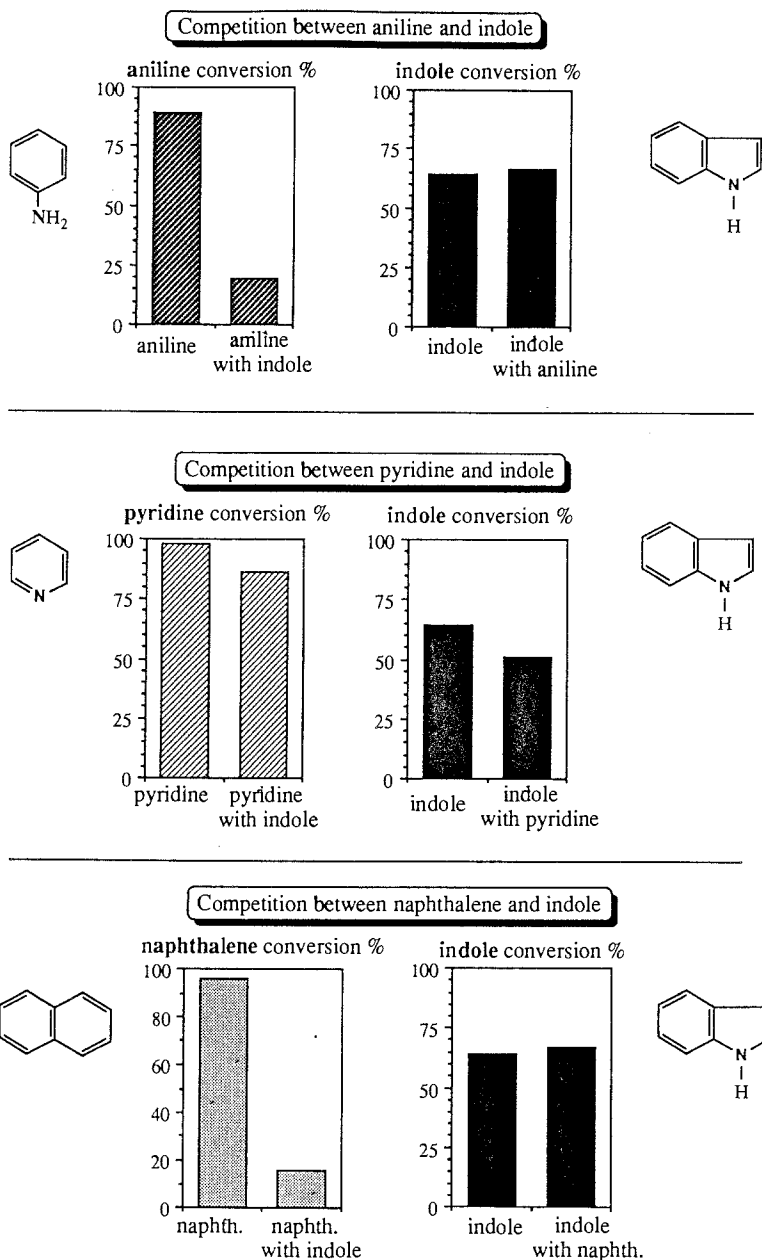 Competition between aniline and indole
aniline conversion %
indole conversion %
100
75
50
25
0
aniline
aniline
with indole
100
75
50
25
0
indole
indole
with aniline
NH2
N
H
Competition between pyridine and indole
pyridine conversion %
indole conversion %
100
75
50
25
0
pyridine
pyridine
with indole
100
75
50
25
0
indole
indole
with pyridine
N
N
H
Competition between naphthalene and indole
naphthalene conversion %
indole conversion %
100
80
60
40
20
0
naphth.
naphth.
with indole
100
75
50
25
0
indole
indole
with naphth.
N
H